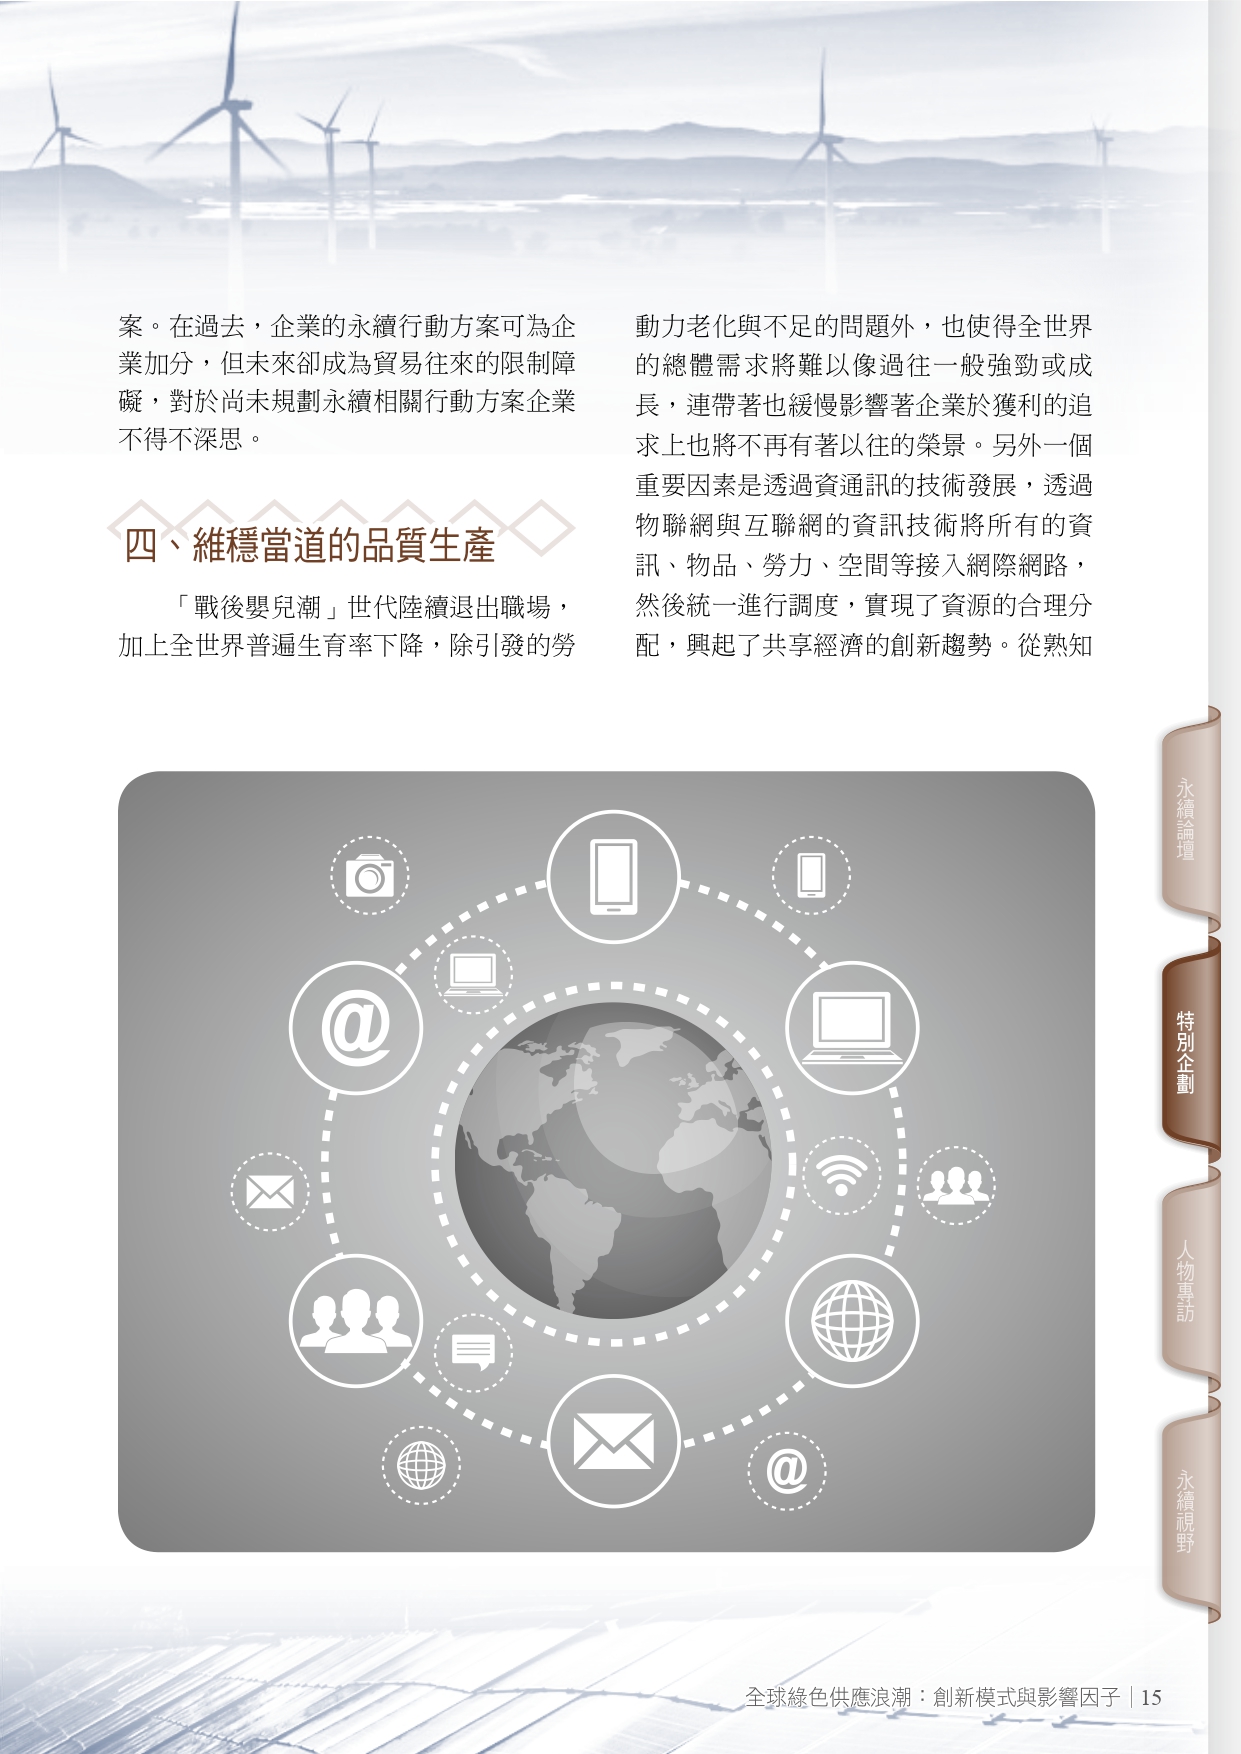 案。在過去，企業的永續行動方案可為企
業加分，但未來卻成為貿易往來的限制障
礙，對於尚未規劃永續相關行動方案企業
不得不深思。
四、維穩當道的品質生產
「戰後嬰兒潮」世代陸續退出職場，
加上全世界普遍生育率下降，除引發的勞
動力老化與不足的問題外，也使得全世界
的總體需求將難以像過往一般強勁或成
長，連帶著也緩慢影響著企業於獲利的追
求上也將不再有著以往的榮景。另外一個
重要因素是透過資通訊的技術發展，透過
物聯網與互聯網的資訊技術將所有的資
訊、物品、勞力、空間等接入網際網路，
然後統一進行調度，實現了資源的合理分
配，興起了共享經濟的創新趨勢。從熟知
@
@
永續論壇
特別企劃
人物專訪
永續視野
全球綠色供應浪潮：創新模式與影響因子｜15